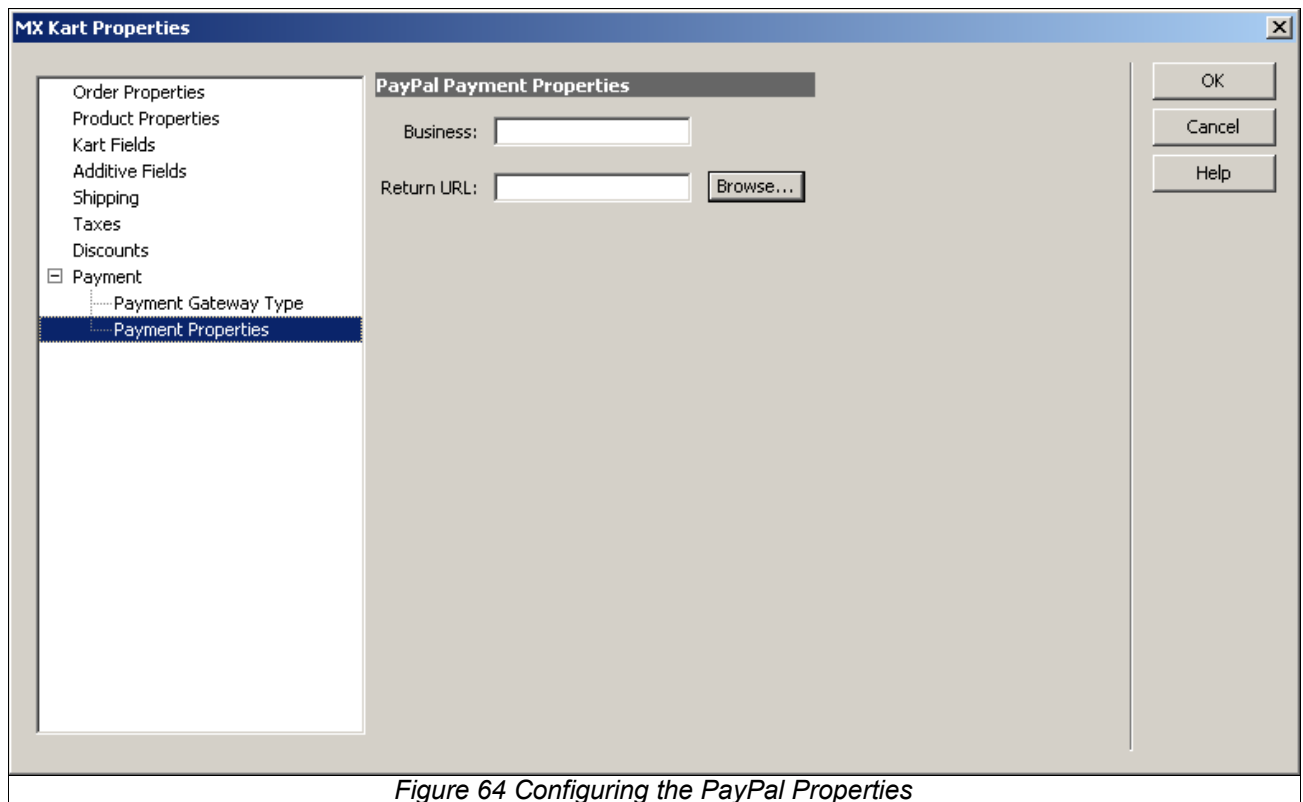 MX Kart Properties
Order Properties
Product Properties
Kart Fields
Additive Fields
Shipping
Taxes
Discounts
Payment
Payment Gateway Type
Payment Properties
PayPal Payment Properties
Business:
Return URL:
Browse...
OK
Cancel
Help
Figure 64 Configuring the PayPal Properties